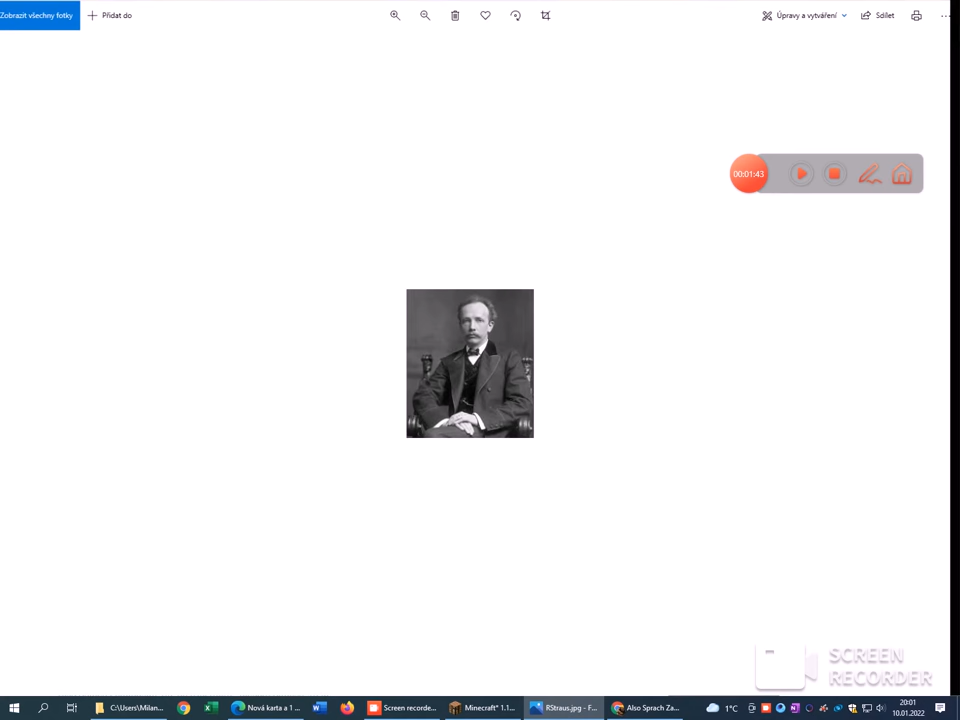 Zobrazit všechny fotky
Přidat do
Úpravy a vytváření
Sdílet
00:01:43
SCREEN
RECORDER
C:\Users\Milan...
Nová karta a 1 ...
Screen recorde...
Minecraft* 1.1...
RStraus.jpg - F...
Also Sprach Za...
1°C
20:01
10.01.2022